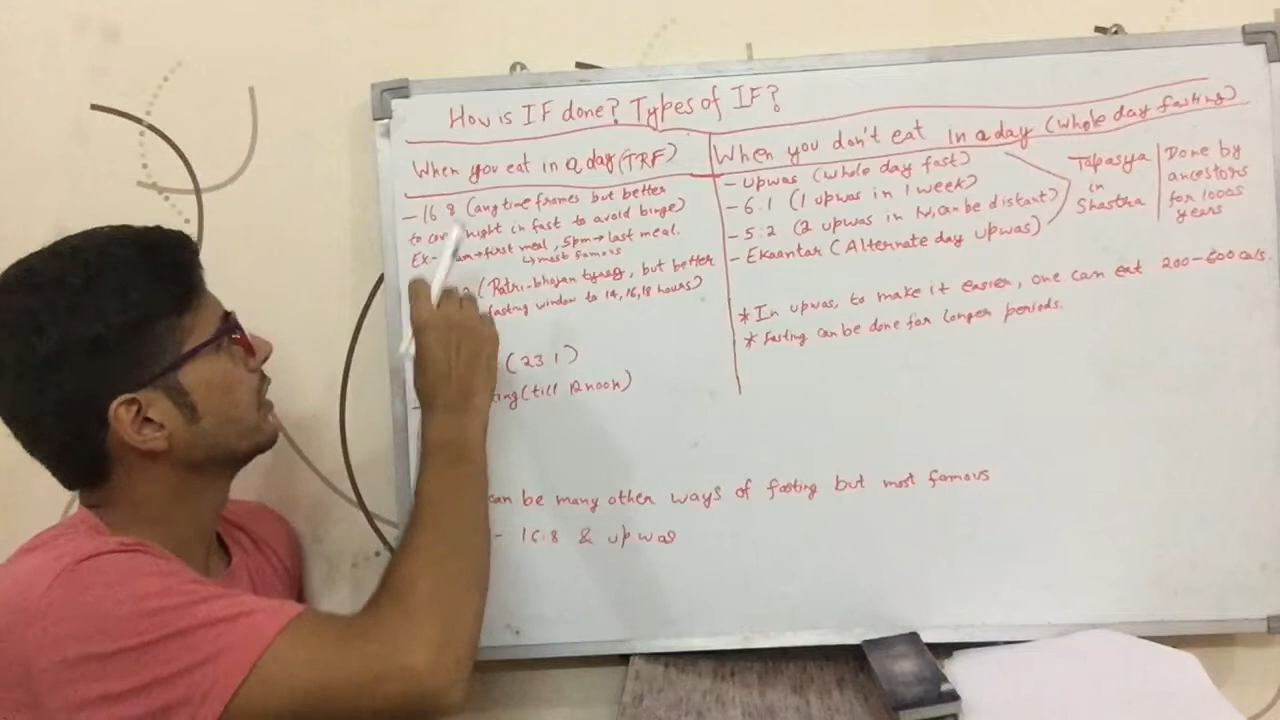 How is IF done? Types of IF?
When you eat in a day (TRF)
- 16 8 (any time frames but better
to night in fast to avoid binge)
Ex- → first meal, 5pm → last meal.
↳ most famous
(Ratri-bhojan tyaag, but better
fasting window to 14, 16, 18 hours)
(23 1)
(till 12 noon)
When you don't eat in a day (whole day fasting)
- Upwas (whole day fast)
- 6:1 (1 upwas in 1 week)
- 5:2 (2 upwas in can be distant)
- Ekaantar (Alternate day upwas)
Tapasya
in
Shastra
Done by
ancestors
for 1000s
years
* In upwas, to make it easier, one can eat 200-600 cals.
* Fasting can be done for longer periods.
can be many other ways of fasting but most famous
- 16:8 & upwas